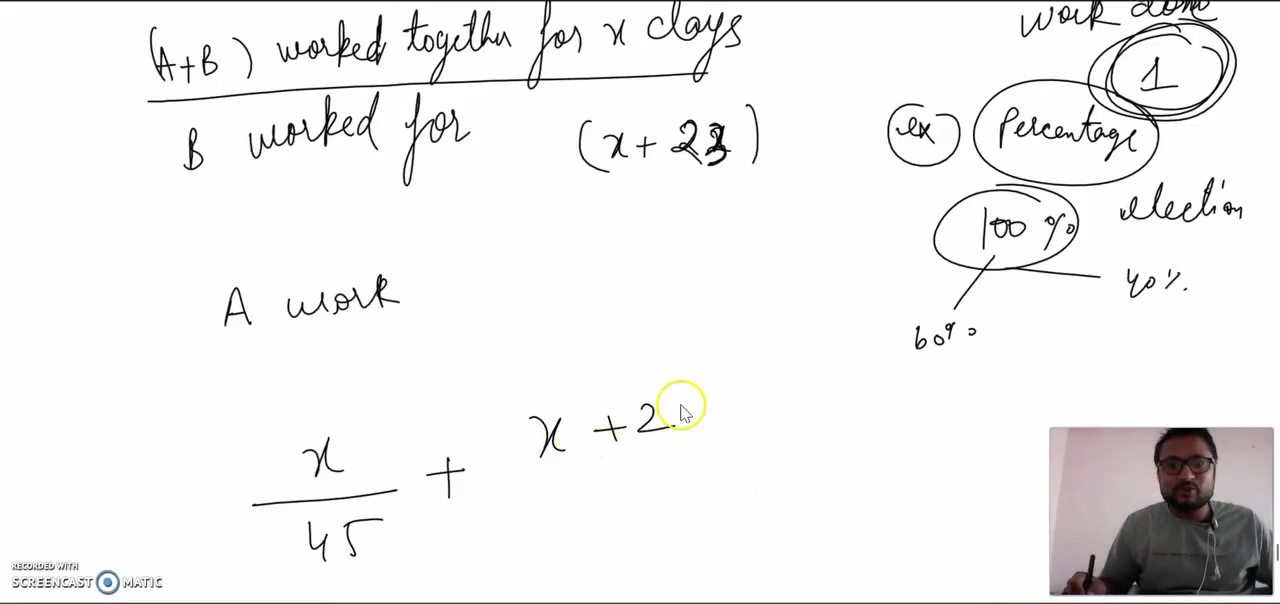 (A+B) worked together for x days
B worked for (x + 23)
work done
1
ex Percentage
100 % election
40%.
60%
A work
x + 2
x/45 +
RECORDED WITH
SCREENCAST MATIC